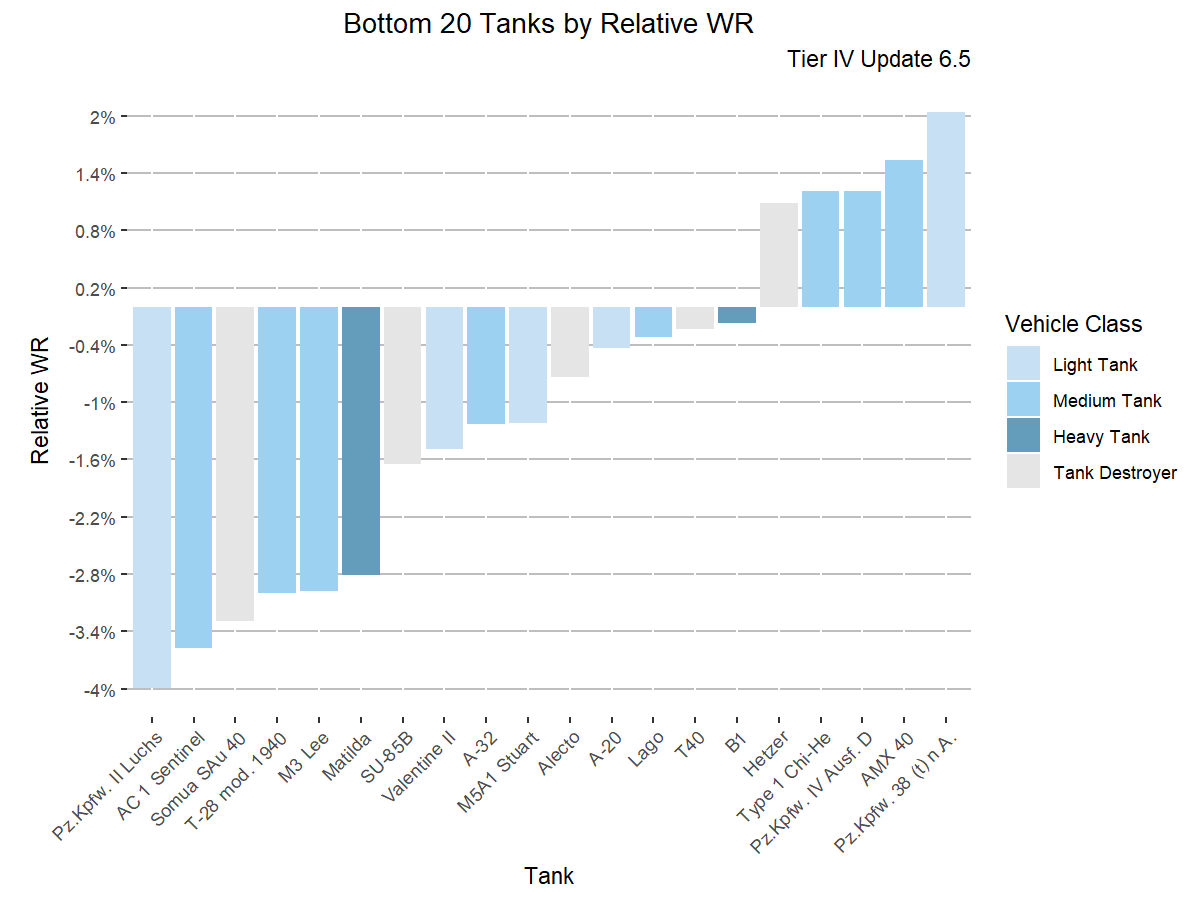 Bottom 20 Tanks by Relative WR
Tier IV Update 6.5
2%
1.4%
0.8%
0.2%
-0.4%
-1%
-1.6%
-2.2%
-2.8%
-3.4%
-4%
Relative WR
Pz.Kpfw. II Luchs
AC 1 Sentinel
Somua SAu 40
T-28 mod. 1940
M3 Lee
Matilda
SU-85B
Valentine II
A-32
M5A1 Stuart
Alecto
A-20
Lago
T40
B1
Hetzer
Type 1 Chi-He
Pz.Kpfw. IV Ausf. D
AMX 40
Pz.Kpfw. 38 (t) n.A.
Tank
Vehicle Class
Light Tank
Medium Tank
Heavy Tank
Tank Destroyer